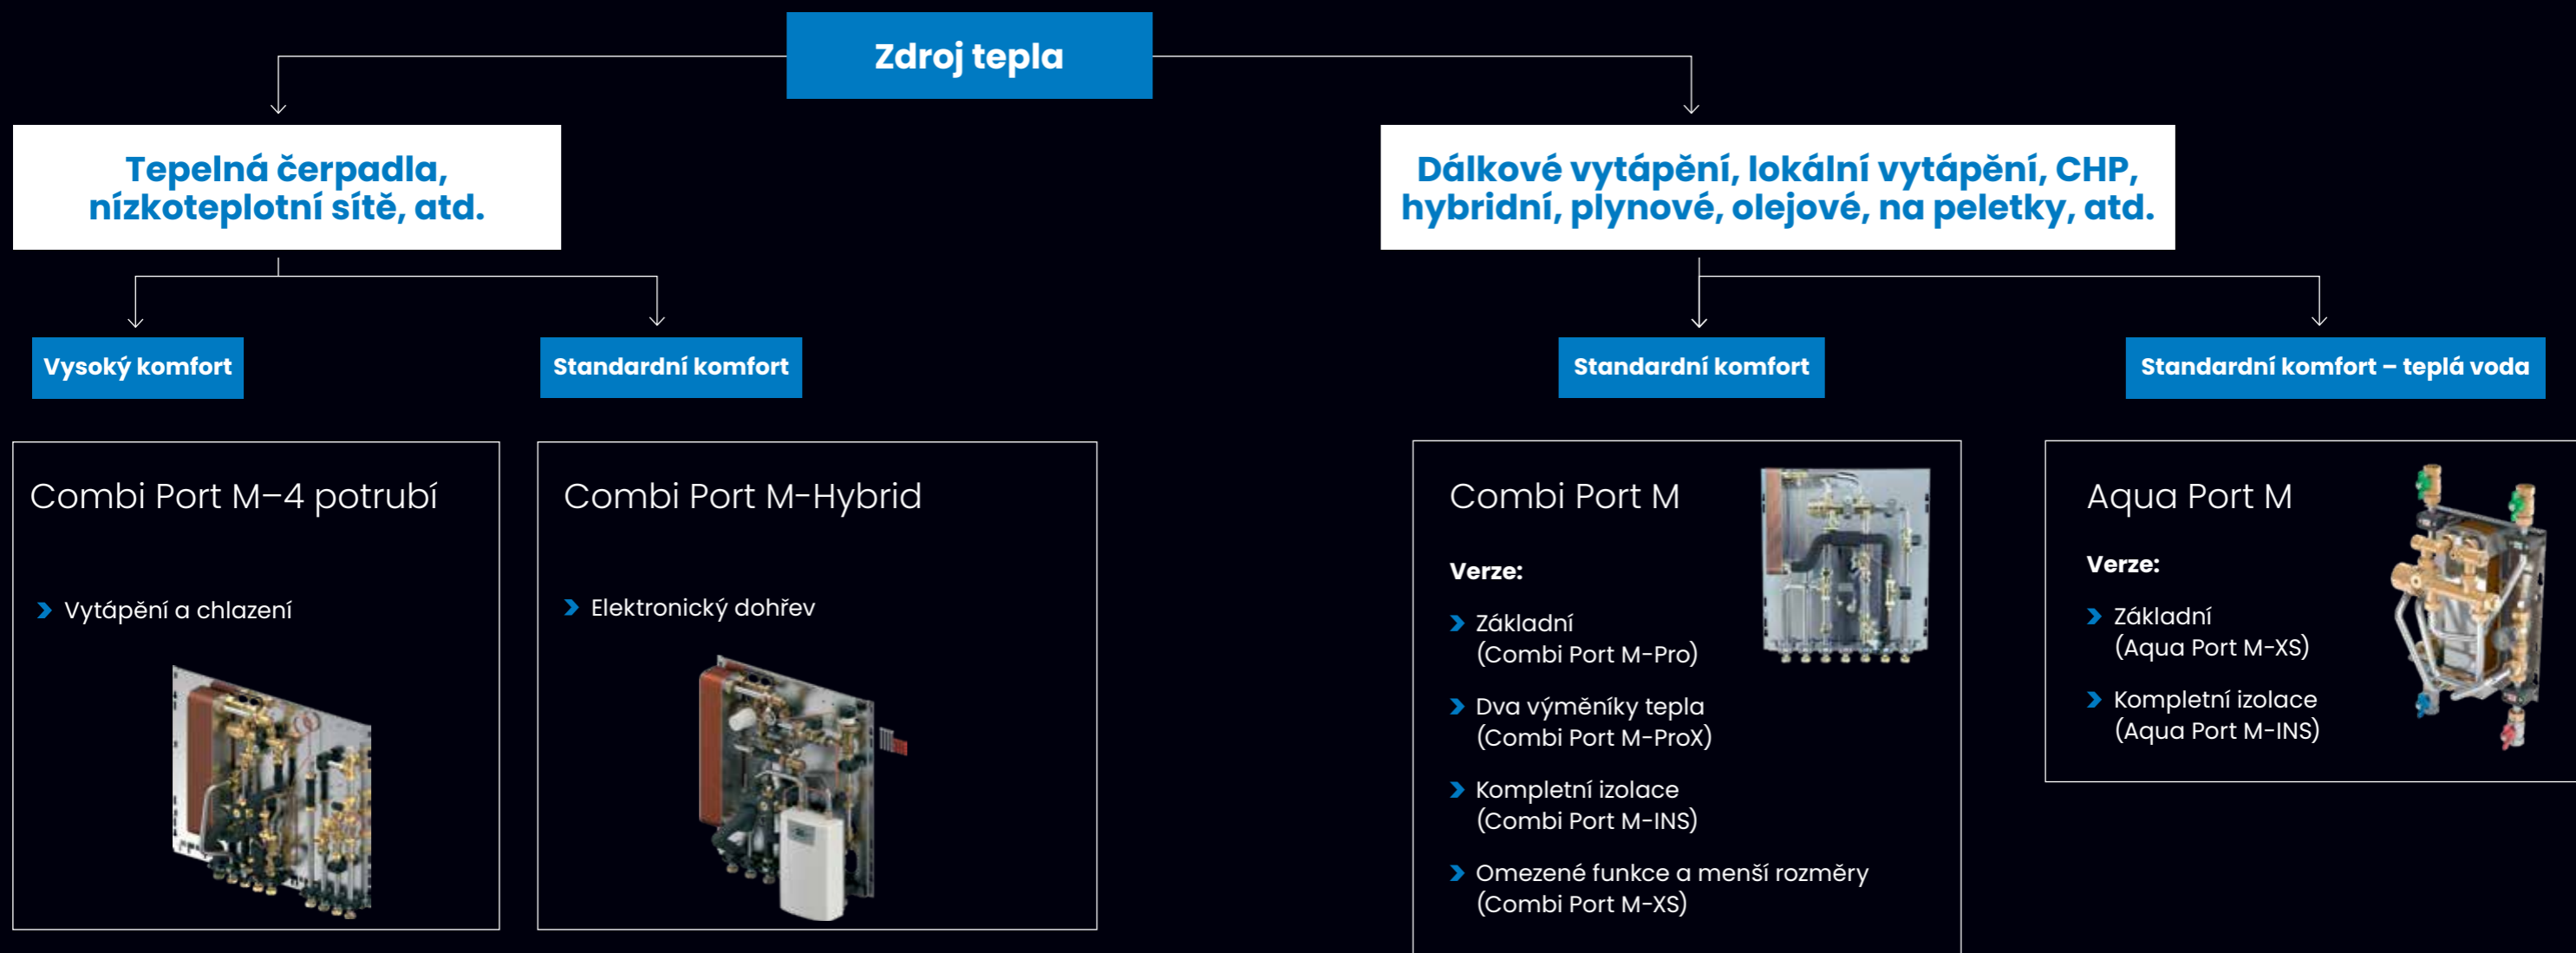 Zdroj tepla
Tepelná čerpadla,
nízkoteplotní sítě, atd.
Dálkové vytápění, lokální vytápění, CHP,
hybridní, plynové, olejové, na peletky, atd.
Vysoký komfort
Standardní komfort
Standardní komfort
Standardní komfort – teplá voda
Combi Port M–4 potrubí
Vytápění a chlazení
Combi Port M-Hybrid
Elektronický dohřev
Combi Port M
Verze:
Základní
(Combi Port M-Pro)
Dva výměníky tepla
(Combi Port M-ProX)
Kompletní izolace
(Combi Port M-INS)
Omezené funkce a menší rozměry
(Combi Port M-XS)
Aqua Port M
Verze:
Základní
(Aqua Port M-XS)
Kompletní izolace
(Aqua Port M-INS)